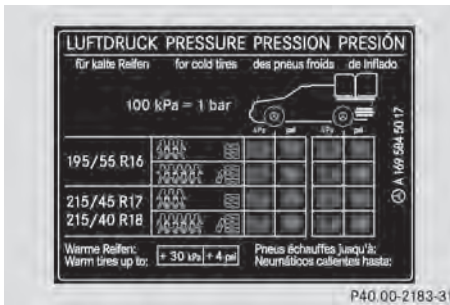 LUFTDRUCK PRESSURE PRESSION PRESIÓN
für kalte Reifen for cold tires des pneus froids de inflado
100 kPa = 1 bar
kPa psi kPa psi
195/55 R16
215/45 R17
215/40 R18
A 169 584 50 17
Warme Reifen: + 30 kPa + 4 psi Pneus échauffes jusqu'à:
Warm tires up to: Neumáticos calientes hasta:
P40.00-2183-31